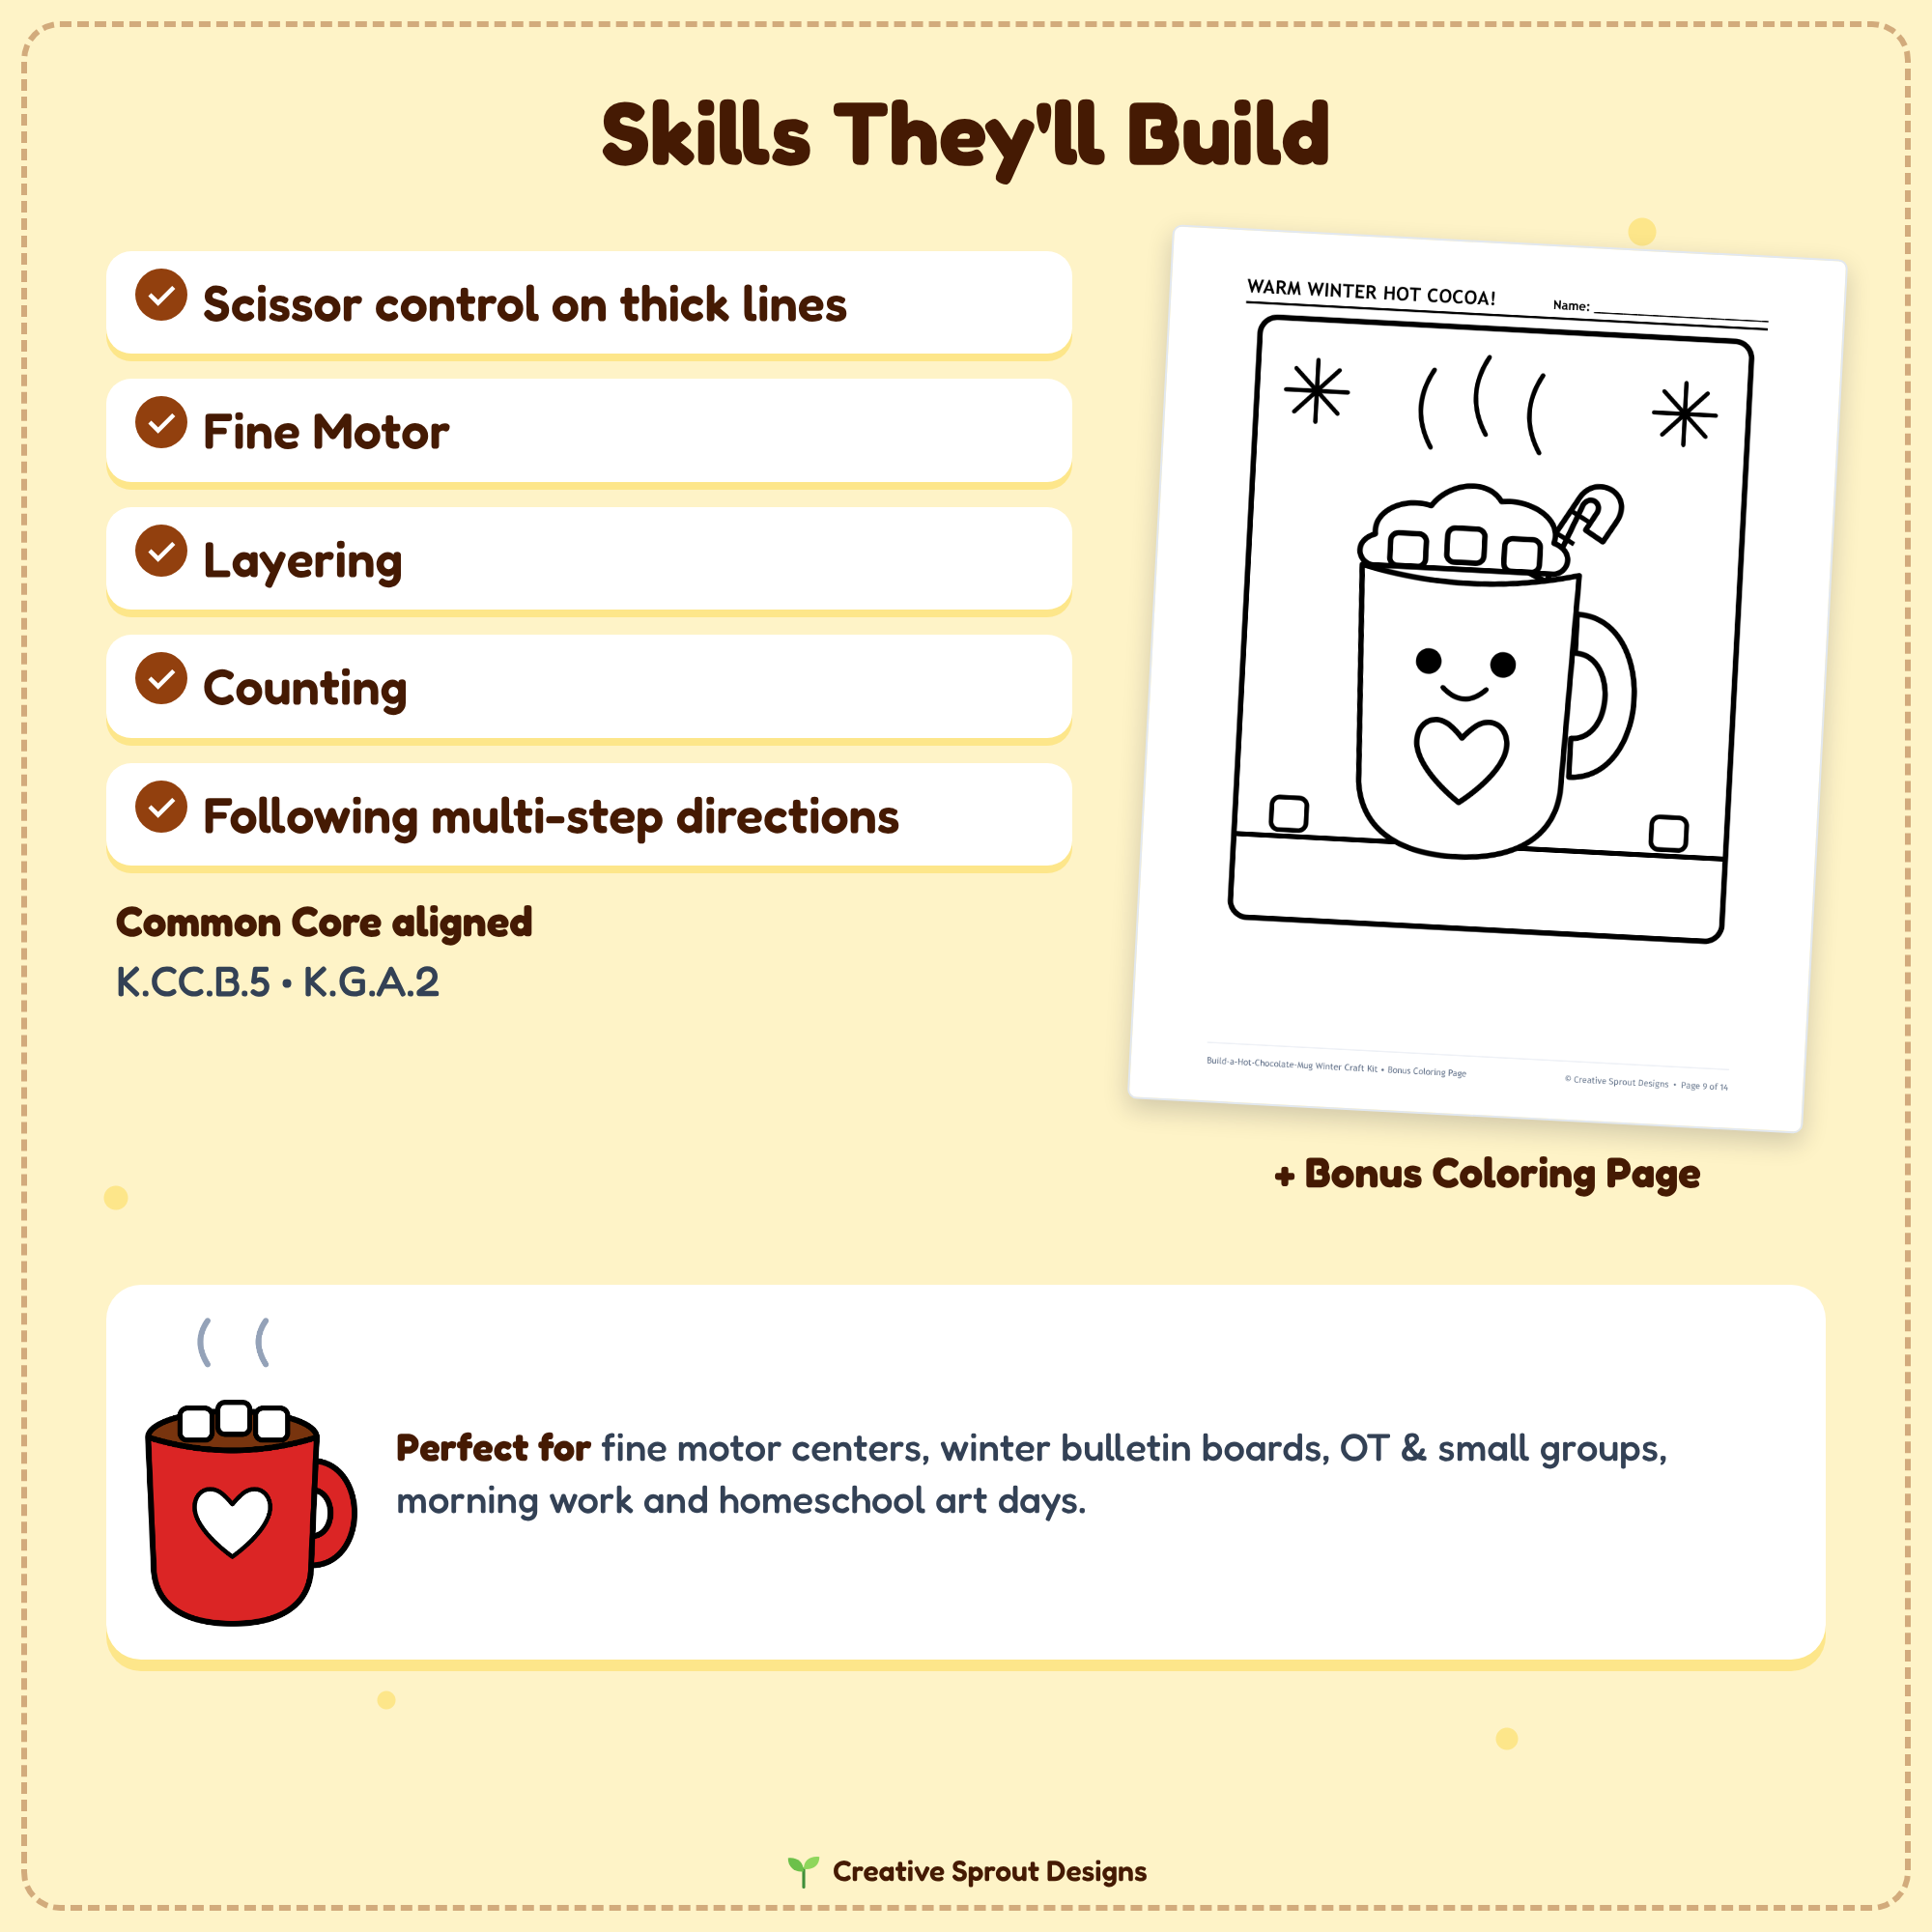 Skills They'll Build
Scissor control on thick lines
Fine Motor
Layering
Counting
Following multi-step directions
Common Core aligned
K.CC.B.5 • K.G.A.2
WARM WINTER HOT COCOA!
Name:
Build-a-Hot-Chocolate-Mug Winter Craft Kit • Bonus Coloring Page
© Creative Sprout Designs • Page 9 of 14
+ Bonus Coloring Page
Perfect for fine motor centers, winter bulletin boards, OT & small groups,
morning work and homeschool art days.
Creative Sprout Designs